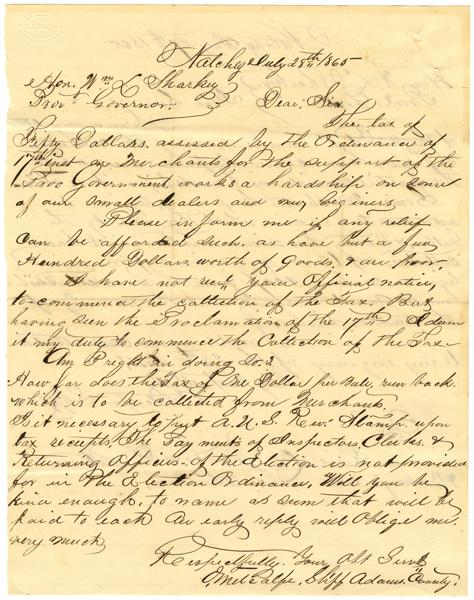 Natchez July 28th 1865
Hon. Wm L Sharkey
Prov. Governor. Dear Sir
The tax of
Fifty Dollars assessed by the Ordinance of
17th inst on Merchants for the support of the
Prov Government, works a hardship on some
of our small dealers and new beginers
Please inform me if any relief
can be afforded such, as have but a few
Hundred Dollars worth of goods, & are poor.
I have not recd your Official notice,
to commence the collection of the Tax. But
having seen the Proclamation of the 17th I deem
it my duty to commence the Collection of the Tax
Am I right in doing so?
How far does the Tax of One Dollar per Bale, run back
which is to be collected from Merchants
Is it necessary to put A. U. S. Rev. Stamp upon
tax receipts. The Payment of Inspectors, Clerks &
Returning Officers of the Election is not provided
for in the Election Ordinance, Will you be
kind enough, to name as sum that will be
paid to each An early reply will Oblige me
very much
Respectfully Your Obt Servt
O. Metcalfe, Shff Adams County.